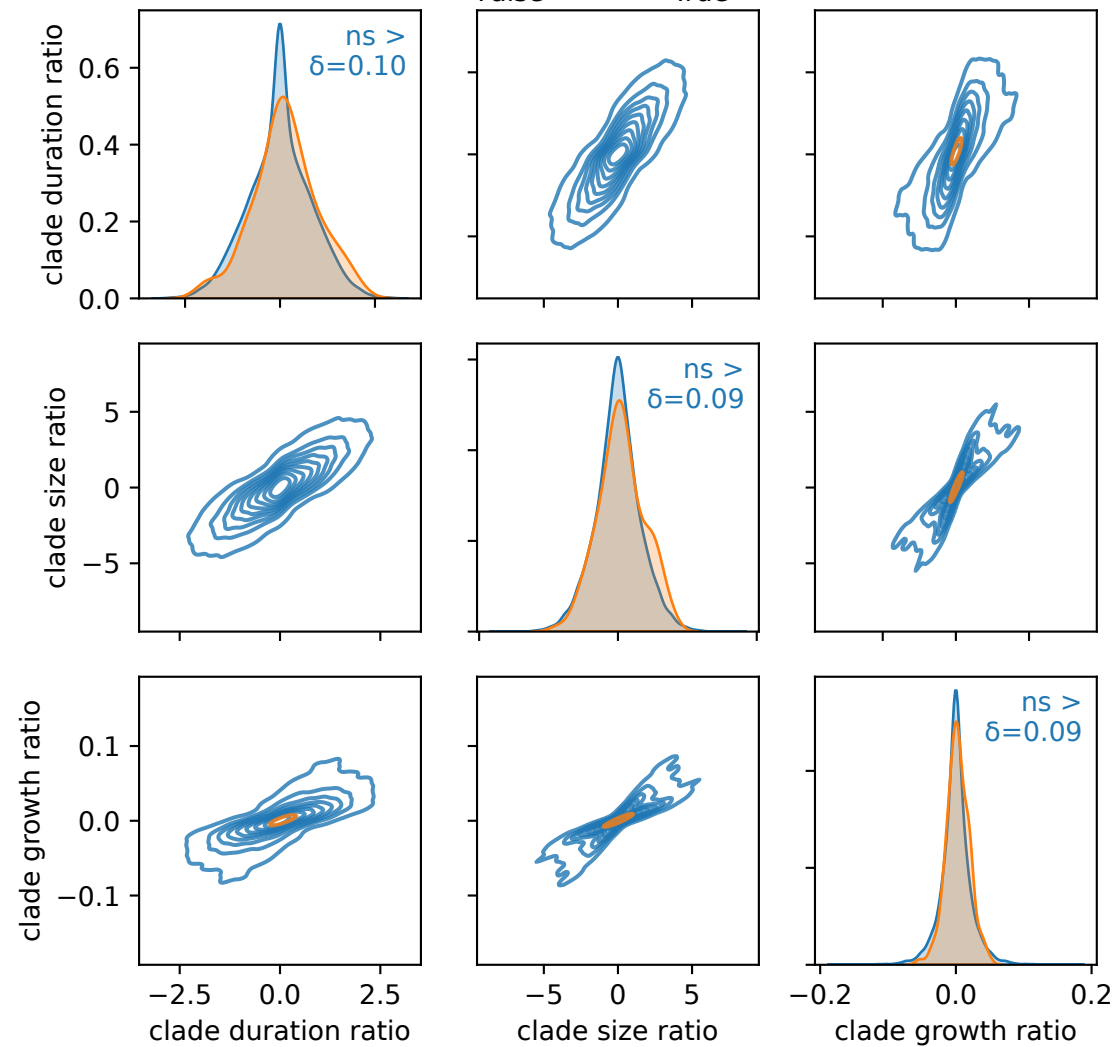 clade duration ratio
0.6
0.4
0.2
0.0
ns >
δ=0.10
clade size ratio
5
0
−5
ns >
δ=0.09
clade growth ratio
0.1
0.0
−0.1
ns >
δ=0.09
−2.5 0.0 2.5
−5 0 5
−0.2 0.0 0.2
clade duration ratio
clade size ratio
clade growth ratio